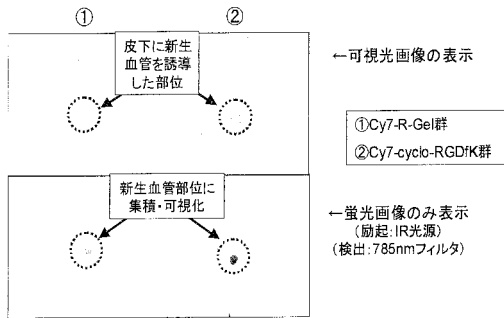 ① ②
皮下に新生
血管を誘導
した部位
←可視光画像の表示
①Cy7-R-Gel群
②Cy7-cyclo-RGDfK群
新生血管部位に
集積・可視化
←蛍光画像のみ表示
(励起:IR光源)
(検出:785nmフィルタ)